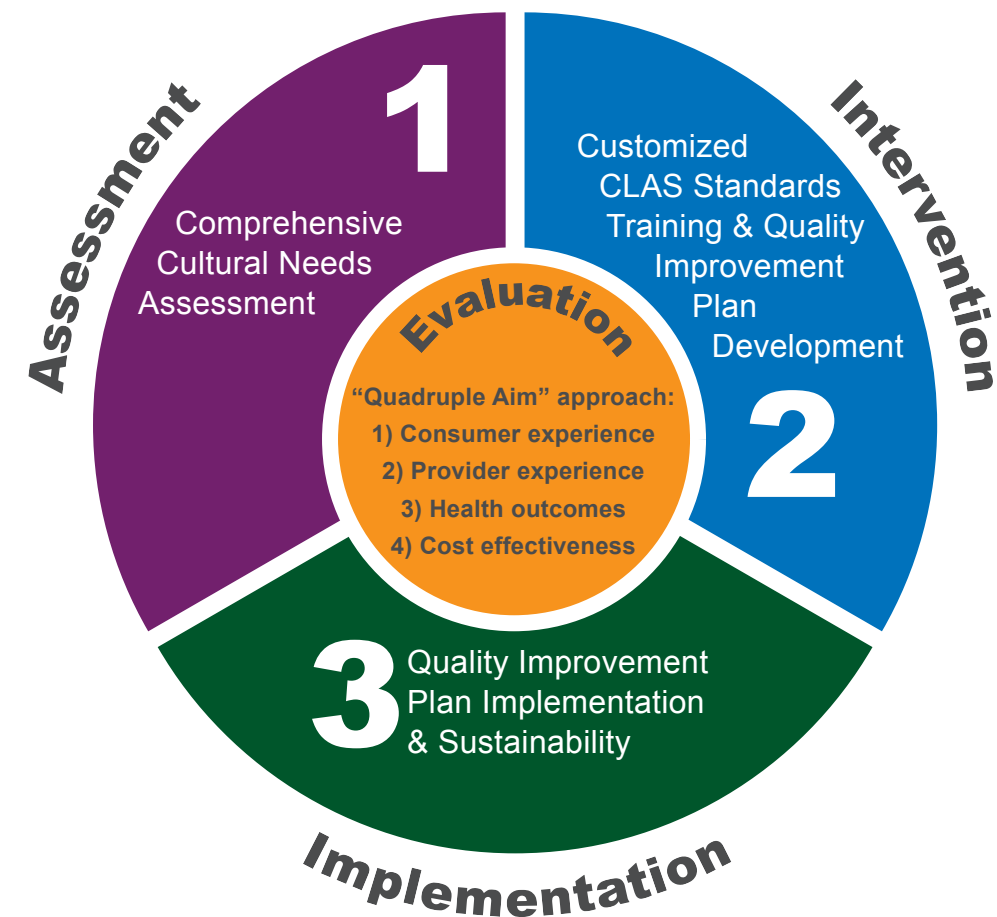 Assessment
1
Comprehensive
Cultural Needs
Assessment
Intervention
Customized
CLAS Standards
Training & Quality
Improvement
Plan
Development
2
Evaluation
“Quadruple Aim” approach:
1) Consumer experience
2) Provider experience
3) Health outcomes
4) Cost effectiveness
3
Quality Improvement
Plan Implementation
& Sustainability
Implementation